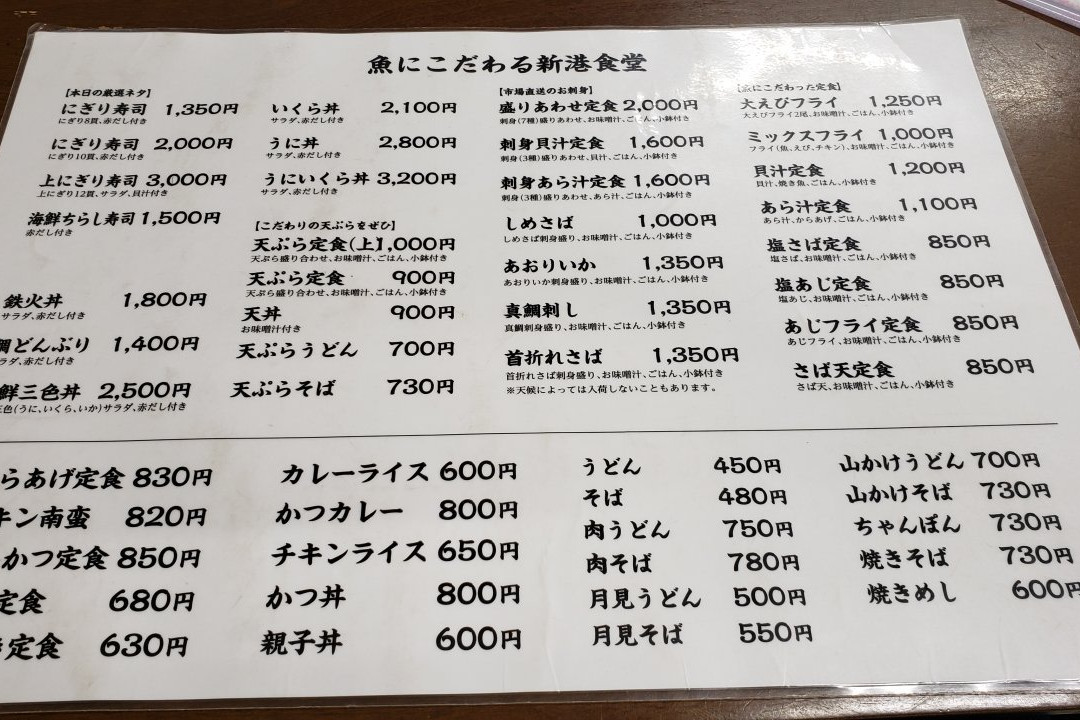 魚にこだわる新港食堂
【本日の厳選ネタ】
にぎり寿司 1,350円
にぎり8貫、赤だし付き
にぎり寿司 2,000円
にぎり10貫、赤だし付き
上にぎり寿司 3,000円
上にぎり12貫、サラダ、貝汁付き
海鮮ちらし寿司 1,500円
赤だし付き
鉄火丼 1,800円
サラダ、赤だし付き
鯛どんぶり 1,400円
ラダ、赤だし付き
鮮三色丼 2,500円
三色(うに、いくら、いか)サラダ、赤だし付き
いくら丼 2,100円
サラダ、赤だし付き
うに丼 2,800円
サラダ、赤だし付き
うにいくら丼 3,200円
サラダ、赤だし付き
【こだわりの天ぷらをぜひ】
天ぷら定食(上)1,000円
天ぷら盛り合わせ、お味噌汁、ごはん、小鉢付き
天ぷら定食 900円
天ぷら盛り合わせ、お味噌汁、ごはん、小鉢付き
天丼 900円
お味噌汁付き
天ぷらうどん 700円
天ぷらそば 730円
【市場直送のお刺身】
盛りあわせ定食 2,000円
刺身(7種)盛りあわせ、お味噌汁、ごはん、小鉢付き
刺身貝汁定食 1,600円
刺身(3種)盛りあわせ、貝汁、ごはん、小鉢付き
刺身あら汁定食 1,600円
刺身(3種)盛りあわせ、あら汁、ごはん、小鉢付き
しめさば 1,000円
しめさば刺身盛り、お味噌汁、ごはん、小鉢付き
あおりいか 1,350円
あおりいか刺身盛り、お味噌汁、ごはん、小鉢付き
真鯛刺し 1,350円
真鯛刺身盛り、お味噌汁、ごはん、小鉢付き
首折れさば 1,350円
首折れさば刺身盛り、お味噌汁、ごはん、小鉢付き
※天候によっては入荷しないこともあります。
【魚にこだわった定食】
大えびフライ 1,250円
大えびフライ2尾、お味噌汁、ごはん、小鉢付き
ミックスフライ 1,000円
フライ(魚、えび、チキン)、お味噌汁、ごはん、小鉢付き
貝汁定食 1,200円
貝汁、焼き魚、ごはん、小鉢付き
あら汁定食 1,100円
あら汁、からあげ、ごはん、小鉢付き
塩さば定食 850円
塩さば、お味噌汁、ごはん、小鉢付き
塩あじ定食 850円
塩あじ、お味噌汁、ごはん、小鉢付き
あじフライ定食 850円
あじフライ、お味噌汁、ごはん、小鉢付き
さば天定食 850円
さば天、お味噌汁、ごはん、小鉢付き
らあげ定食 830円
キン南蛮 820円
かつ定食 850円
定食 680円
定食 630円
カレーライス 600円
かつカレー 800円
チキンライス 650円
かつ丼 800円
親子丼 600円
うどん 450円
そば 480円
肉うどん 750円
肉そば 780円
月見うどん 500円
月見そば 550円
山かけうどん 700円
山かけそば 730円
ちゃんぽん 730円
焼きそば 730円
焼きめし 600円